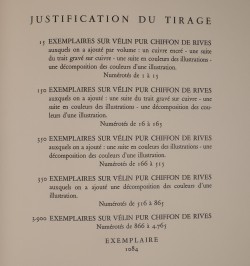 JUSTIFICATION DU TIRAGE
15 EXEMPLAIRES SUR VÉLIN PUR CHIFFON DE RIVES
auxquels on a ajouté par volume : un cuivre encré - une suite
du trait gravé sur cuivre - une suite en couleurs des illustrations -
une décomposition des couleurs d'une illustration.
Numérotés de 1 à 15
150 EXEMPLAIRES SUR VÉLIN PUR CHIFFON DE RIVES
auxquels on a ajouté : une suite du trait gravé sur cuivre - une
suite en couleurs des illustrations - une décomposition des cou-
leurs d'une illustration.
Numérotés de 16 à 165
350 EXEMPLAIRES SUR VÉLIN PUR CHIFFON DE RIVES
auxquels on a ajouté : une suite en couleurs des illustrations -
une décomposition des couleurs d'une illustration.
Numérotés de 166 à 515
350 EXEMPLAIRES SUR VÉLIN PUR CHIFFON DE RIVES
auxquels on a ajouté une décomposition des couleurs d'une
illustration.
Numérotés de 516 à 865
3.900 EXEMPLAIRES SUR VÉLIN PUR CHIFFON DE RIVES
Numérotés de 866 à 4.765
EXEMPLAIRE
1084